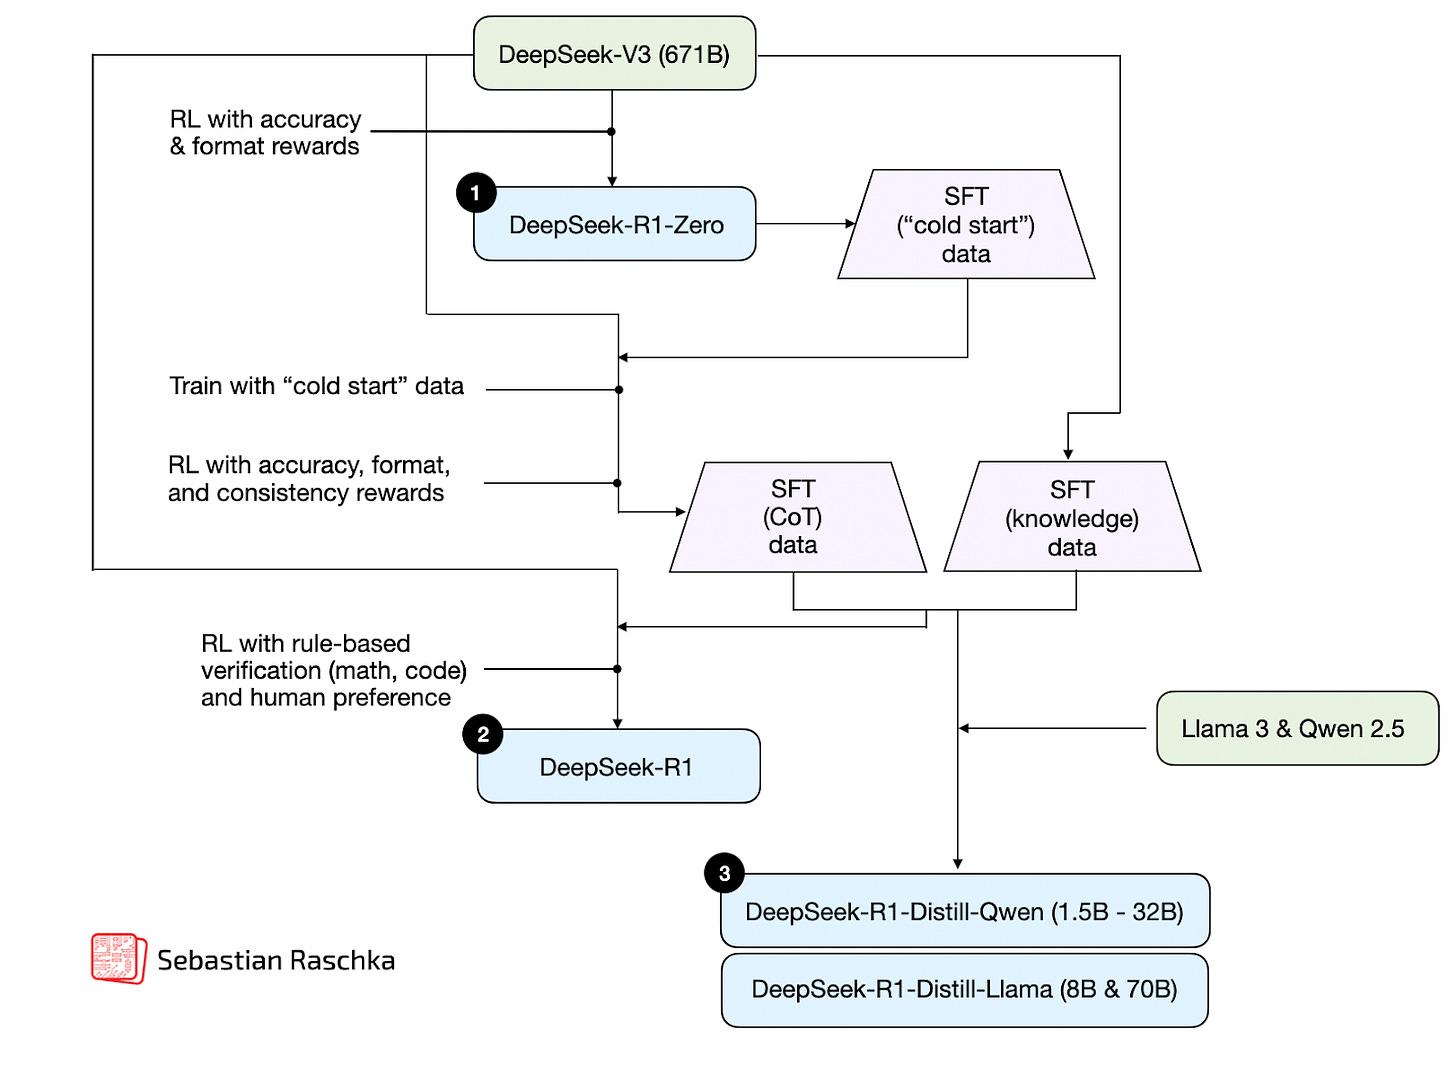 DeepSeek-V3 (671B)
RL with accuracy
& format rewards
1
DeepSeek-R1-Zero
SFT
(“cold start”)
data
Train with “cold start” data
RL with accuracy, format,
and consistency rewards
SFT
(CoT)
data
SFT
(knowledge)
data
RL with rule-based
verification (math, code)
and human preference
2
DeepSeek-R1
Llama 3 & Qwen 2.5
3
DeepSeek-R1-Distill-Qwen (1.5B - 32B)
DeepSeek-R1-Distill-Llama (8B & 70B)
Sebastian Raschka